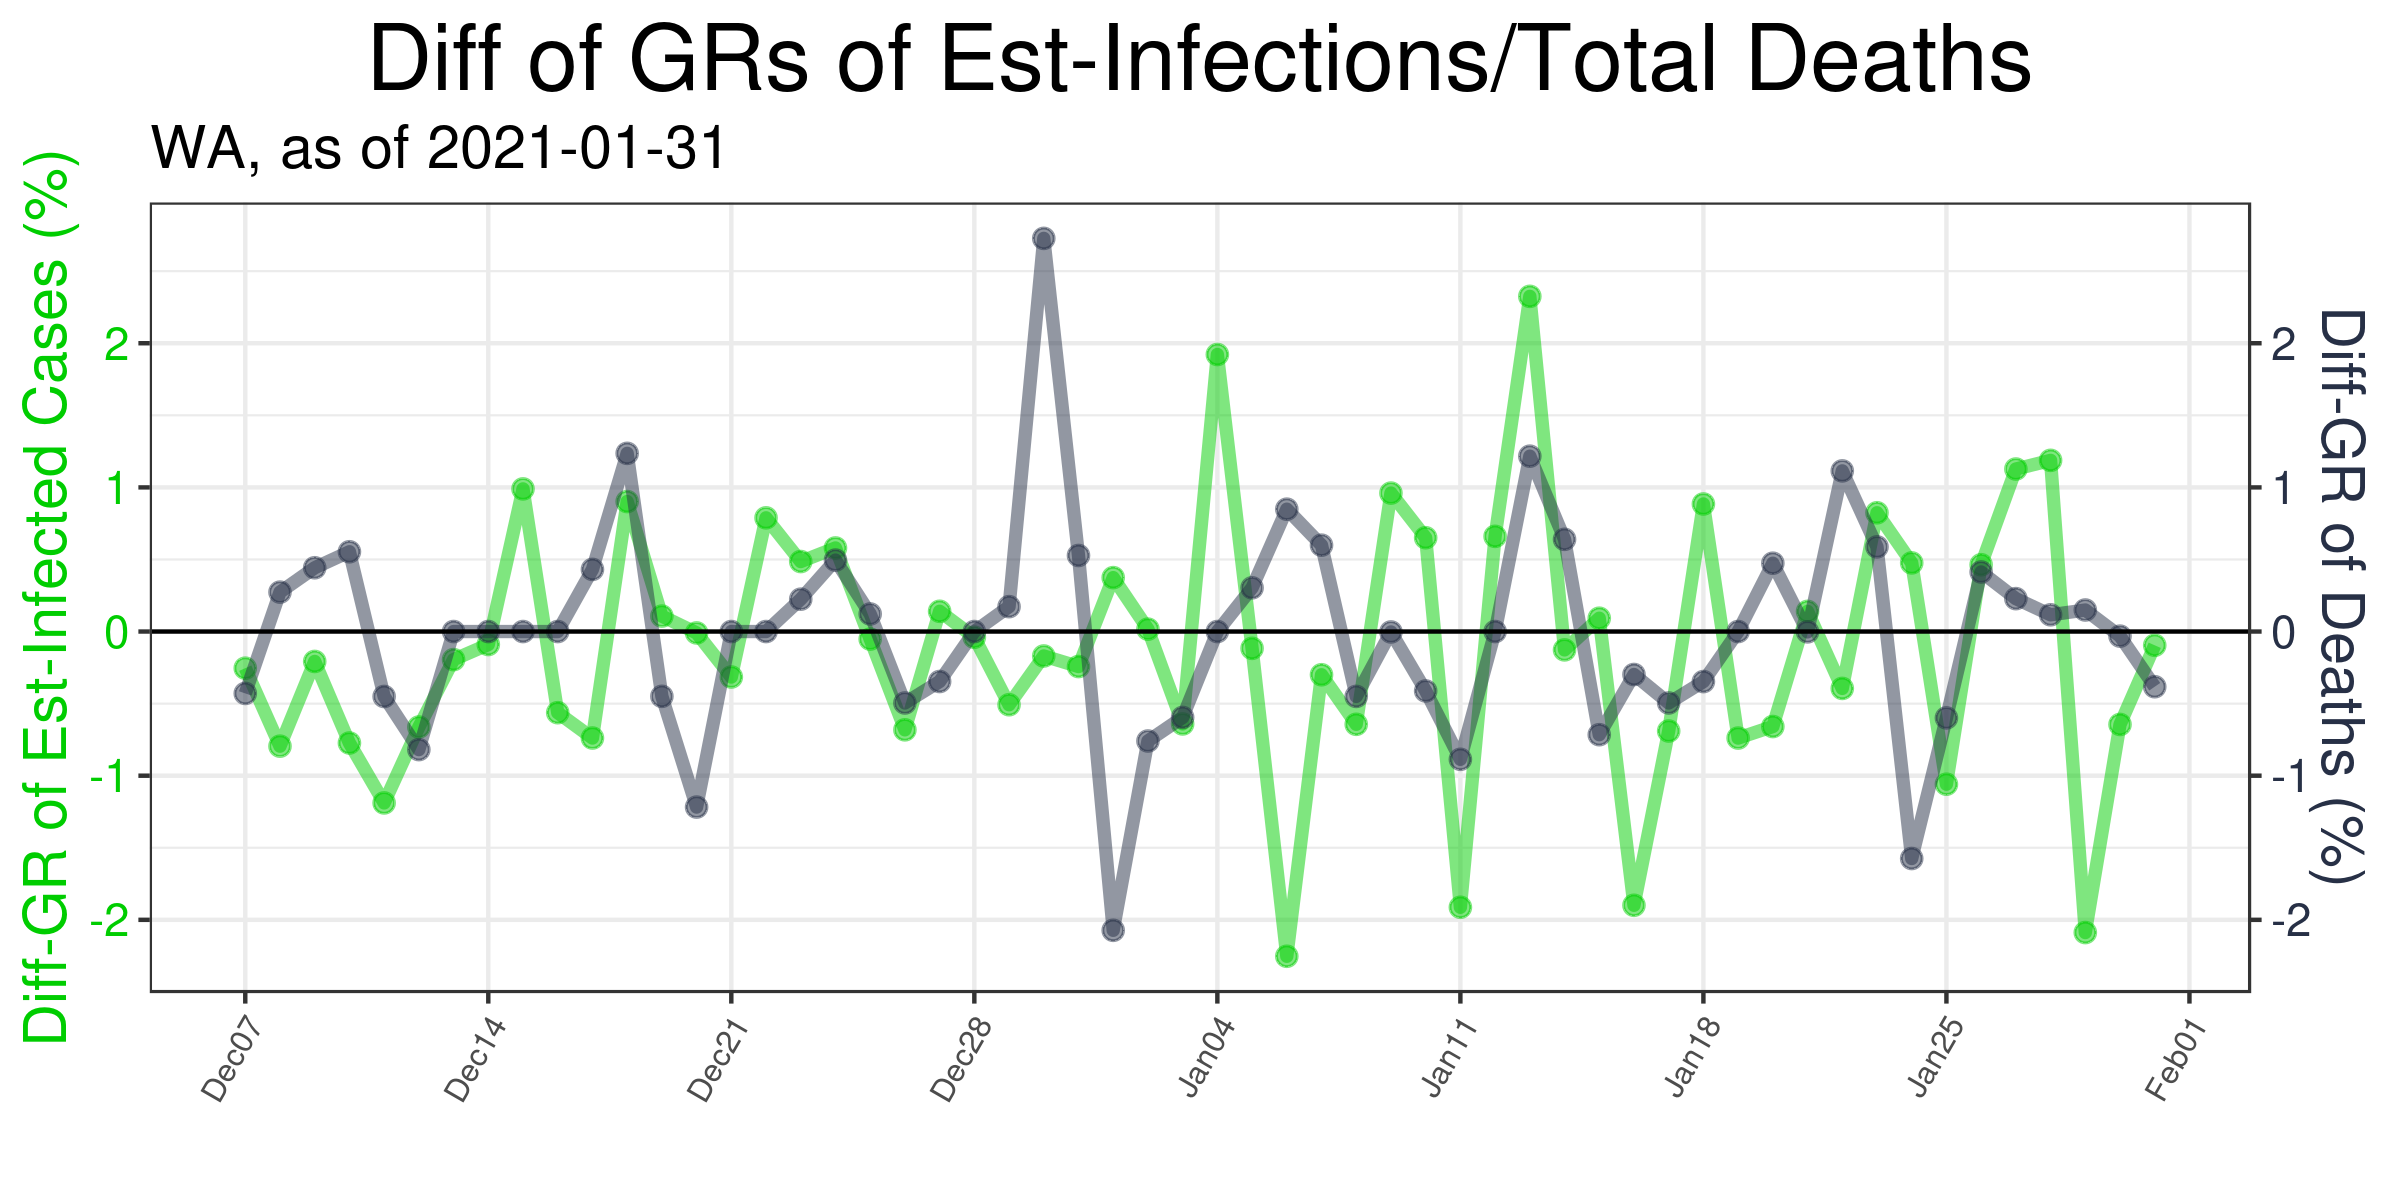 Diff of GRs of Est-Infections/Total Deaths
WA, as of 2021-01-31
Diff-GR of Est-Infected Cases (%)
2
1
0
-1
-2
2
1
0
-1
-2
Diff-GR of Deaths (%)
Dec07
Dec14
Dec21
Dec28
Jan04
Jan11
Jan18
Jan25
Feb01